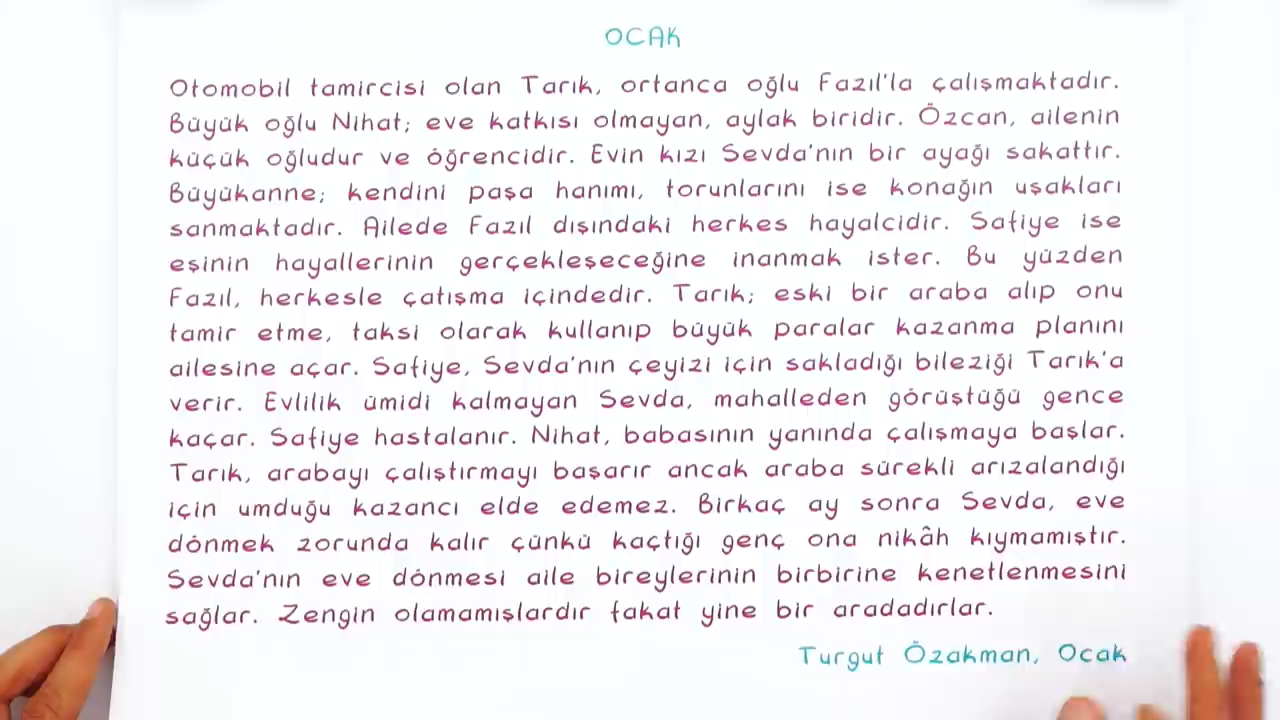 OCAK
Otomobil tamircisi olan Tarık, ortanca oğlu Fazıl'la çalışmaktadır.
Büyük oğlu Nihat; eve katkısı olmayan, aylak biridir. Özcan, ailenin
küçük oğludur ve öğrencidir. Evin kızı Sevda'nın bir ayağı sakattır.
Büyükanne; kendini paşa hanımı, torunlarını ise konağın uşakları
sanmaktadır. Ailede Fazıl dışındaki herkes hayalcidir. Safiye ise
eşinin hayallerinin gerçekleşeceğine inanmak ister. Bu yüzden
Fazıl, herkesle çatışma içindedir. Tarık; eski bir araba alıp onu
tamir etme, taksi olarak kullanıp büyük paralar kazanma planını
ailesine açar. Safiye, Sevda'nın çeyizi için sakladığı bileziği Tarık'a
verir. Evlilik ümidi kalmayan Sevda, mahalleden görüştüğü gence
kaçar. Safiye hastalanır. Nihat, babasının yanında çalışmaya başlar.
Tarık, arabayı çalıştırmayı başarır ancak araba sürekli arızalandığı
için umduğu kazancı elde edemez. Birkaç ay sonra Sevda, eve
dönmek zorunda kalır çünkü kaçtığı genç ona nikâh kıymamıştır.
Sevda'nın eve dönmesi aile bireylerinin birbirine kenetlenmesini
sağlar. Zengin olamamışlardır fakat yine bir aradadırlar.
Turgut Özakman, Ocak